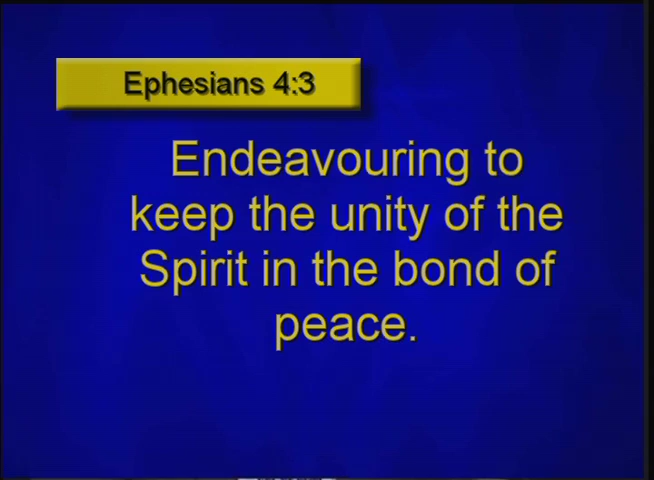 Ephesians 4:3
Endeavouring to
keep the unity of the
Spirit in the bond of
peace.